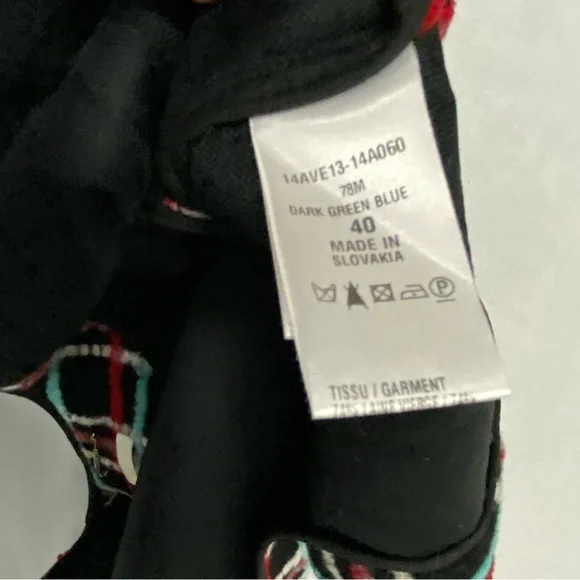 14AVE13-14A060
78M
DARK GREEN BLUE
40
MADE IN
SLOVAKIA
P
TISSU / GARMENT